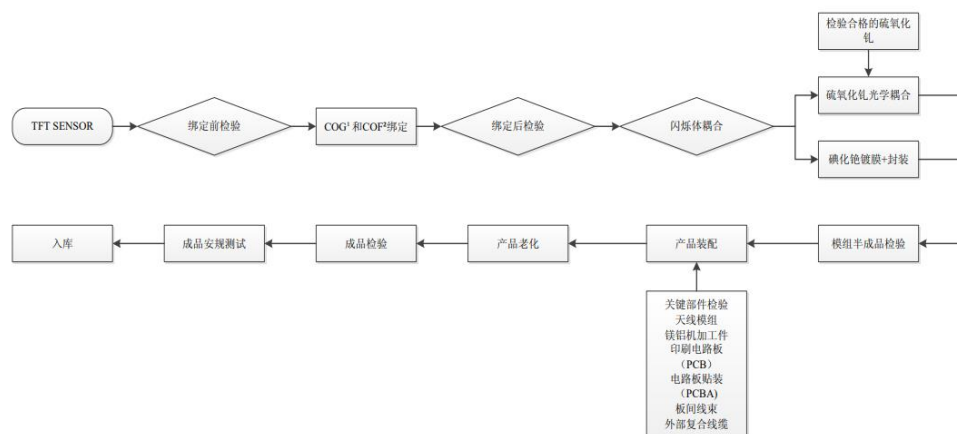 检验合格的硫氧化
钆
TFT SENSOR
绑定前检验
COG¹ 和COF²绑定
绑定后检验
闪烁体耦合
硫氧化钆光学耦合
碘化铯镀膜+封装
入库
成品安规测试
成品检验
产品老化
产品装配
模组半成品检验
关键部件检验
天线模组
镁铝机加工件
印刷电路板
（PCB）
电路板贴装
（PCBA)
板间线束
外部复合线缆